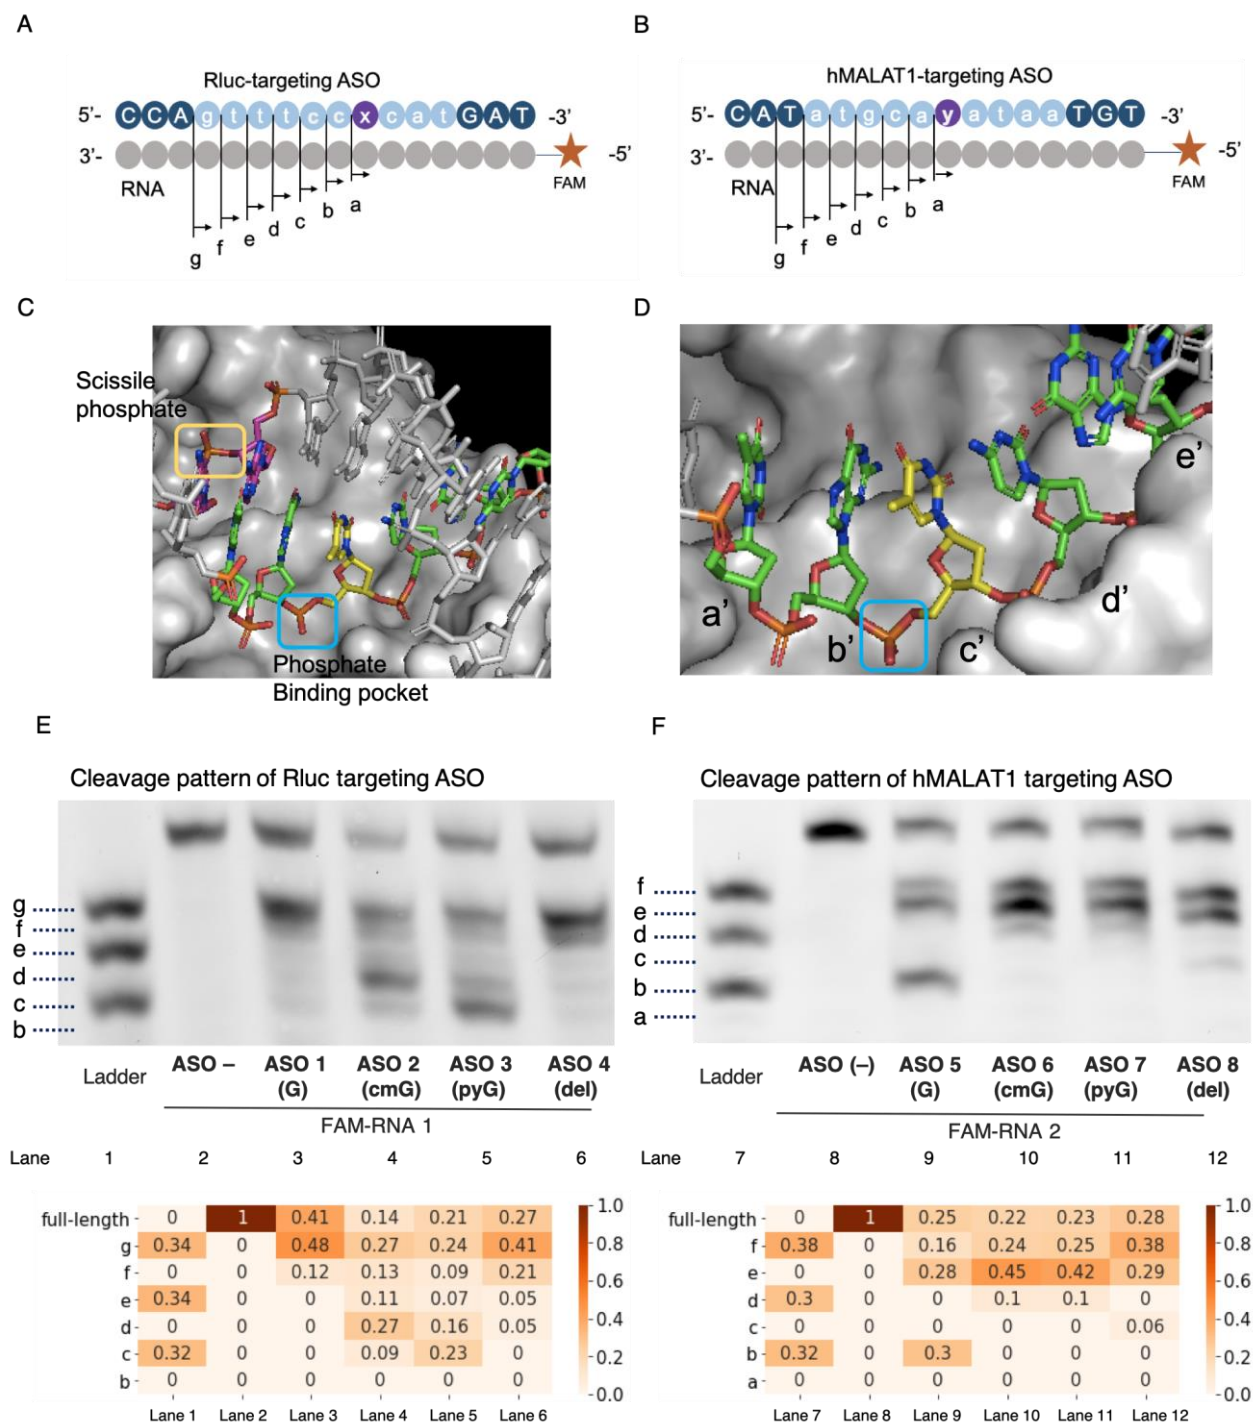 A
B
Rluc-targeting ASO
5'- C C A g t t t t c c x c a t G A T -3'
3'- -5'
RNA
FAM
a
b
c
d
e
f
g
hMALAT1-targeting ASO
5'- C A T a t g c a y a t a a T G T -3'
3'- -5'
RNA
FAM
a
b
c
d
e
f
g
C
D
Scissile
phosphate
Phosphate
Binding pocket
a' b' c' d' e'
E
F
Cleavage pattern of Rluc targeting ASO
g
f
e
d
c
b
Ladder ASO – ASO 1 ASO 2 ASO 3 ASO 4
(G) (cmG) (pyG) (del)
FAM-RNA 1
Lane 1 2 3 4 5 6
Cleavage pattern of hMALAT1 targeting ASO
f
e
d
c
b
a
Ladder ASO (–) ASO 5 ASO 6 ASO 7 ASO 8
(G) (cmG) (pyG) (del)
FAM-RNA 2
Lane 7 8 9 10 11 12
full-length 0 1 0.41 0.14 0.21 0.27
g 0.34 0 0.48 0.27 0.24 0.41
f 0 0 0.12 0.13 0.09 0.21
e 0.34 0 0 0.11 0.07 0.05
d 0 0 0 0.27 0.16 0.05
c 0.32 0 0 0.09 0.23 0
b 0 0 0 0 0 0
Lane 1 Lane 2 Lane 3 Lane 4 Lane 5 Lane 6
1.0
0.8
0.6
0.4
0.2
0.0
full-length 0 1 0.25 0.22 0.23 0.28
f 0.38 0 0.16 0.24 0.25 0.38
e 0 0 0.28 0.45 0.42 0.29
d 0.3 0 0 0.1 0.1 0
c 0 0 0 0 0 0.06
b 0.32 0 0.3 0 0 0
a 0 0 0 0 0 0
Lane 7 Lane 8 Lane 9 Lane 10 Lane 11 Lane 12
1.0
0.8
0.6
0.4
0.2
0.0